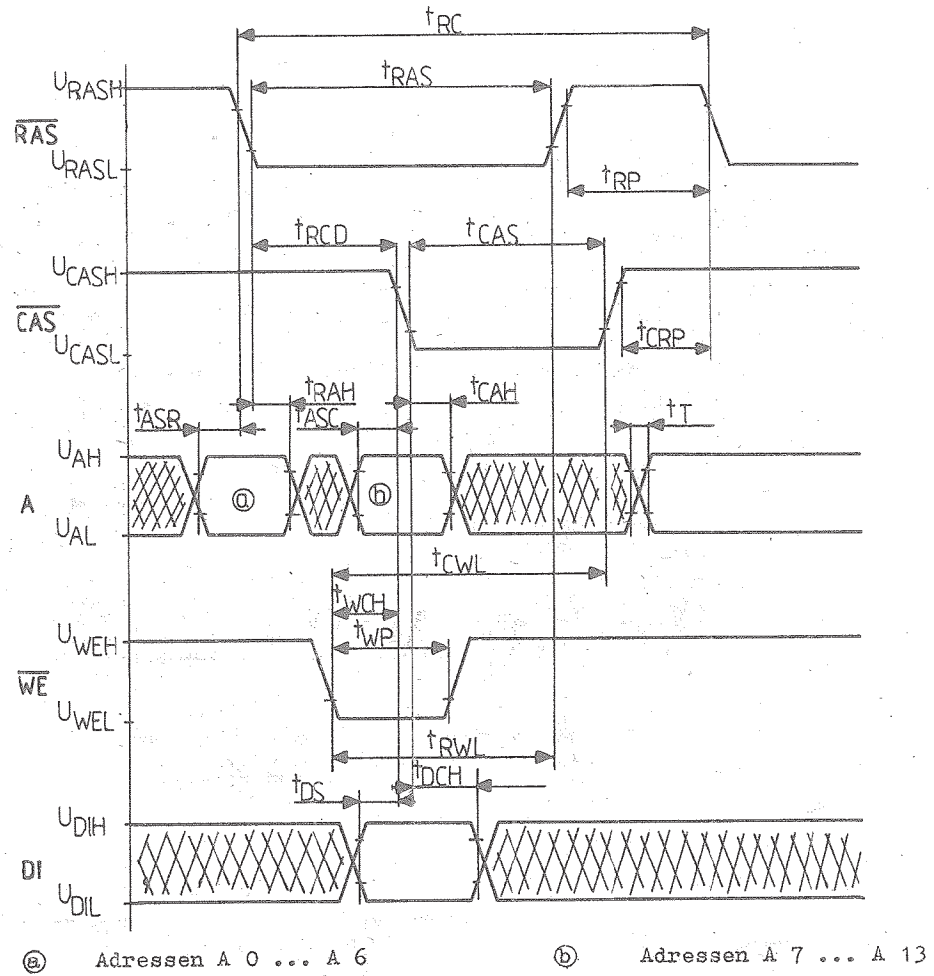 tRC
tRAS
URASH
RAS
URASL
tRP
tRCD
tCAS
UCASH
CAS
UCASL
tCRP
tRAH
tCAH
tASR
tASC
tT
UAH
A
ⓐ
ⓑ
UAL
tCWL
tWCH
tWP
UWEH
WE
UWEL
tRWL
tDCH
tDS
UDIH
DI
UDIL
ⓐ Adressen A 0 ... A 6 ⓑ Adressen A 7 ... A 13